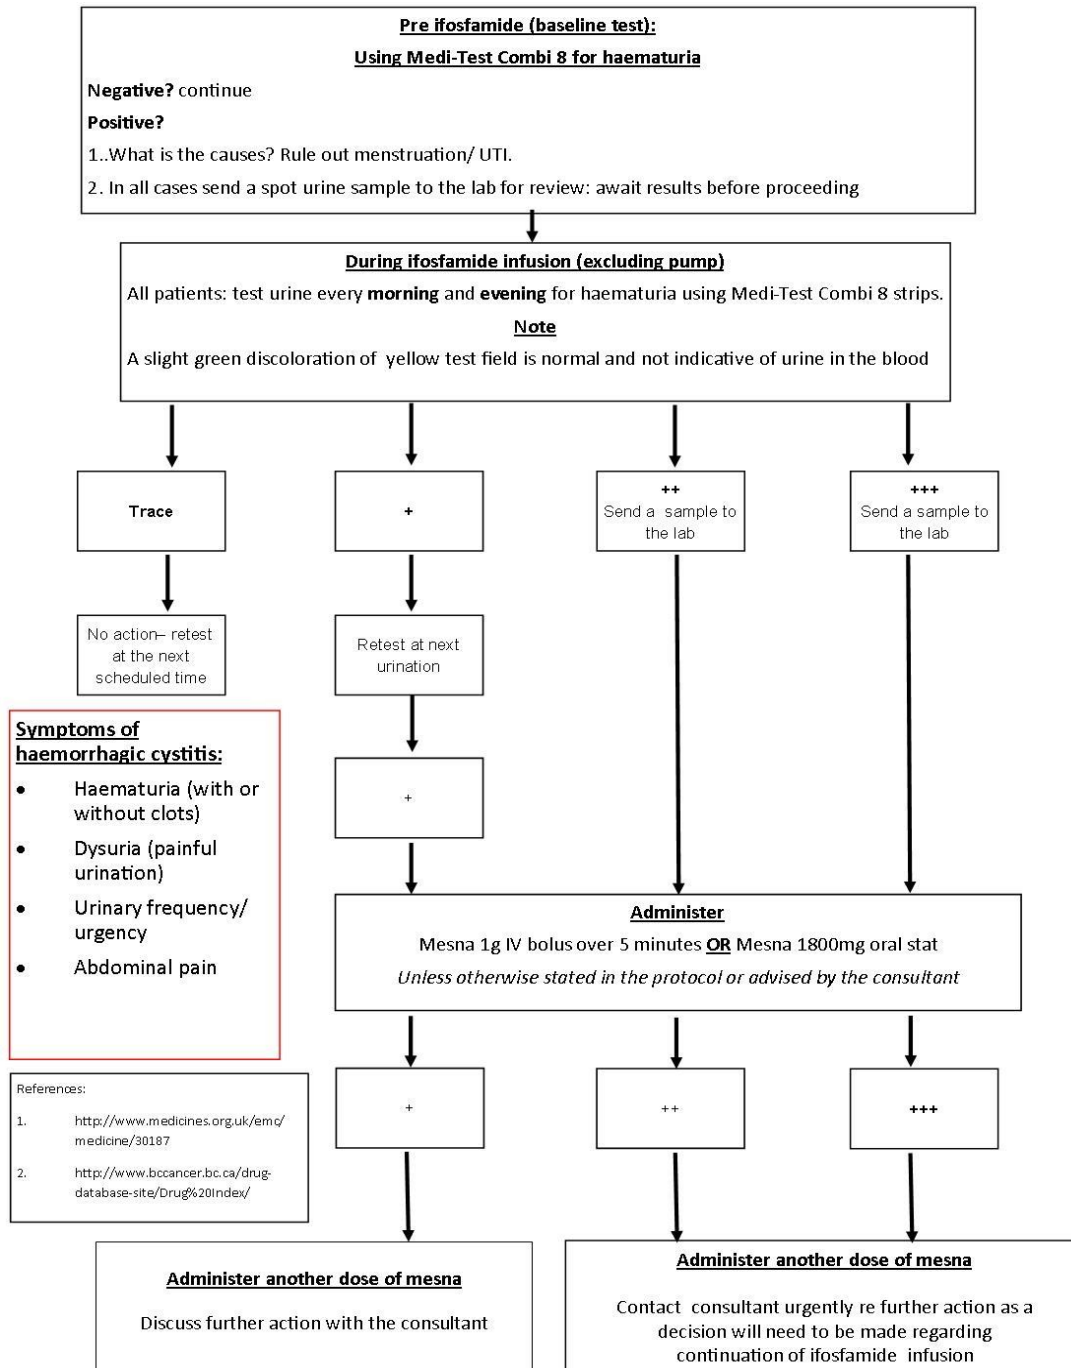 Pre ifosfamide (baseline test):
Using Medi-Test Combi 8 for haematuria
Negative? continue
Positive?
1..What is the causes? Rule out menstruation/ UTI.
2. In all cases send a spot urine sample to the lab for review: await results before proceeding
During ifosfamide infusion (excluding pump)
All patients: test urine every morning and evening for haematuria using Medi-Test Combi 8 strips.
Note
A slight green discoloration of yellow test field is normal and not indicative of urine in the blood
Trace
+
++
Send a sample to
the lab
+++
Send a sample to
the lab
No action– retest
at the next
scheduled time
Retest at next
urination
Symptoms of
haemorrhagic cystitis:
• Haematuria (with or
without clots)
• Dysuria (painful
urination)
• Urinary frequency/
urgency
• Abdominal pain
+
Administer
Mesna 1g IV bolus over 5 minutes OR Mesna 1800mg oral stat
Unless otherwise stated in the protocol or advised by the consultant
+
++
+++
References:
1. http://www.medicines.org.uk/emc/
medicine/30187
2. http://www.bccancer.bc.ca/drug-
database-site/Drug%20Index/
Administer another dose of mesna
Discuss further action with the consultant
Administer another dose of mesna
Contact consultant urgently re further action as a
decision will need to be made regarding
continuation of ifosfamide infusion